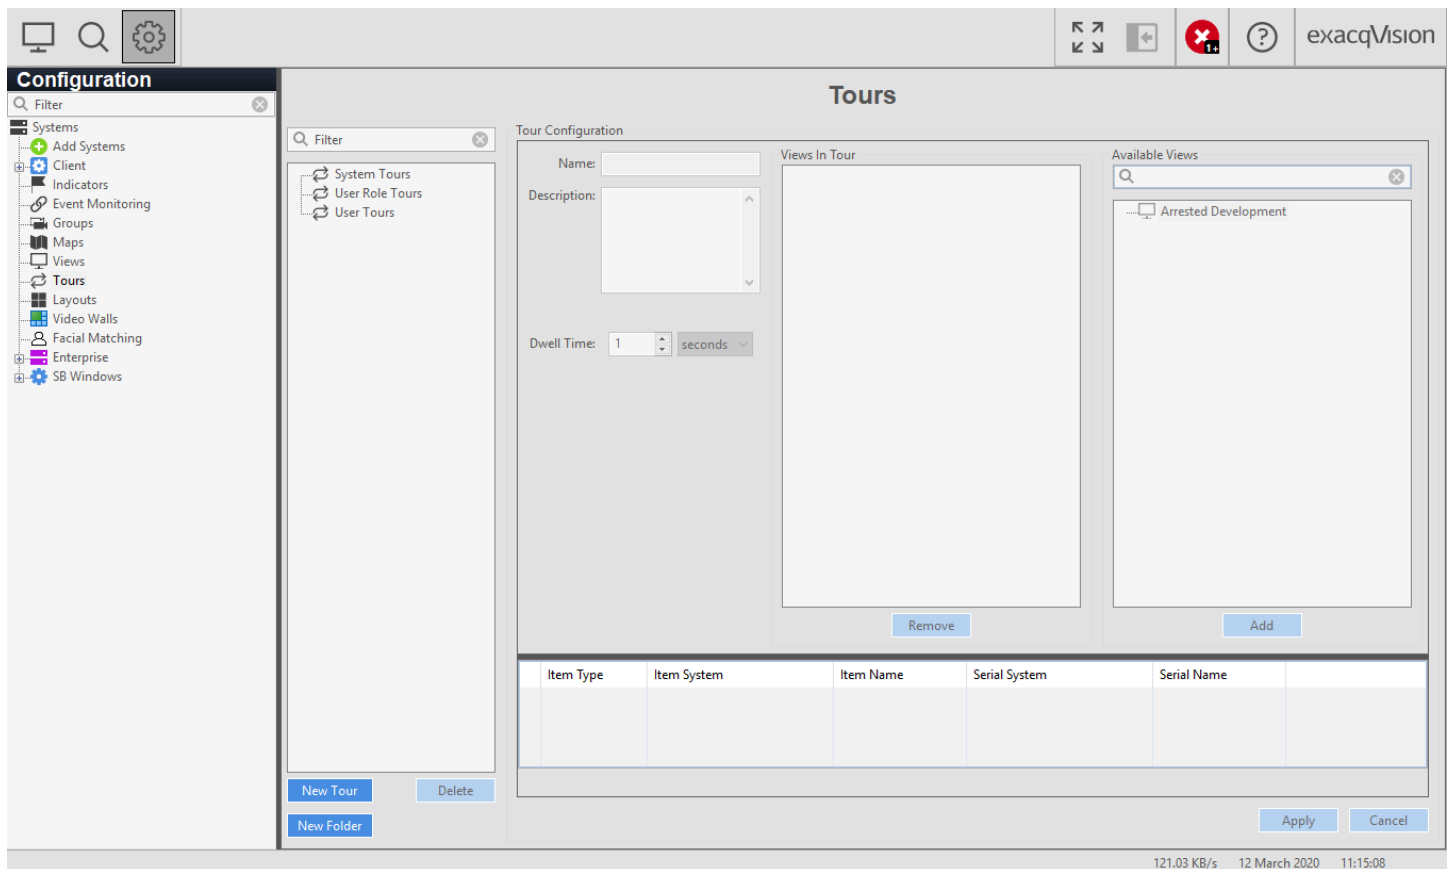 1+
?
exacqVision
Configuration
Filter
Systems
Add Systems
Client
Indicators
Event Monitoring
Groups
Maps
Views
Tours
Layouts
Video Walls
Facial Matching
Enterprise
SB Windows
Tours
Filter
System Tours
User Role Tours
User Tours
New Tour
Delete
New Folder
Tour Configuration
Name:
Description:
Dwell Time:
1
seconds
Views In Tour
Remove
Available Views
Arrested Development
Add
Item Type
Item System
Item Name
Serial System
Serial Name
Apply
Cancel
121.03 KB/s
12 March 2020
11:15:08